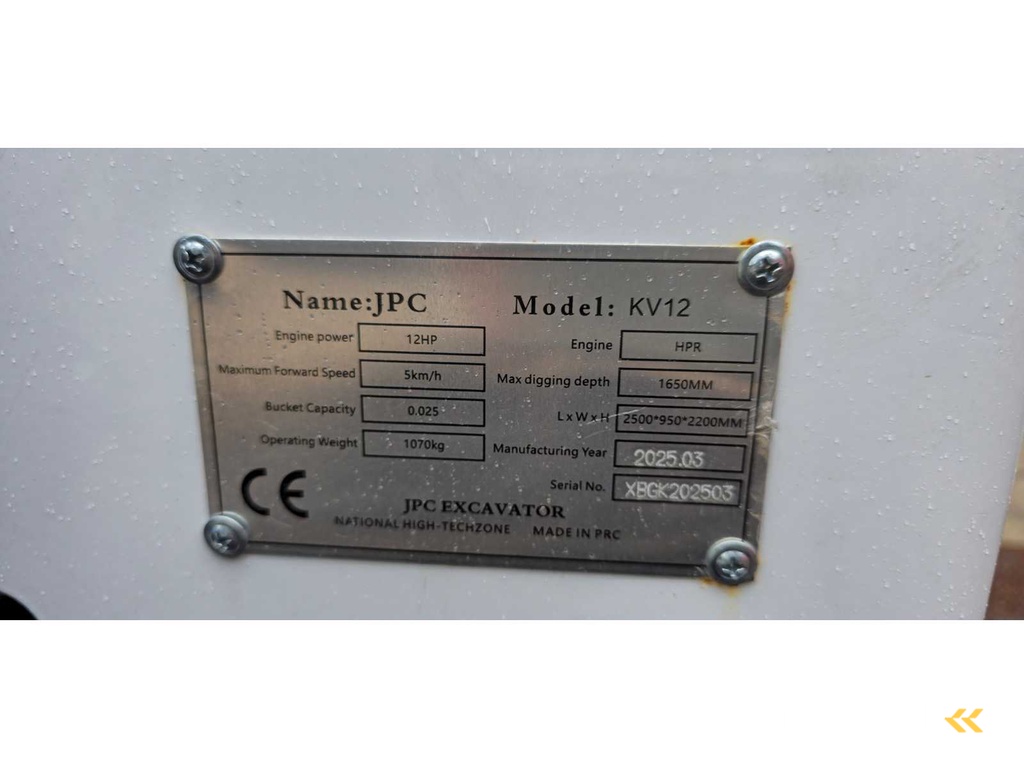 Name:JPC Model: KV12
Engine power 12HP Engine HPR
Maximum Forward Speed 5km/h Max digging depth 1650MM
Bucket Capacity 0.025 LxWxH 2500*950*2200MM
Operating Weight 1070kg Manufacturing Year 2025.03
Serial No. XBGK202503
CE
JPC EXCAVATOR
NATIONAL HIGH-TECHZONE MADE IN PRC